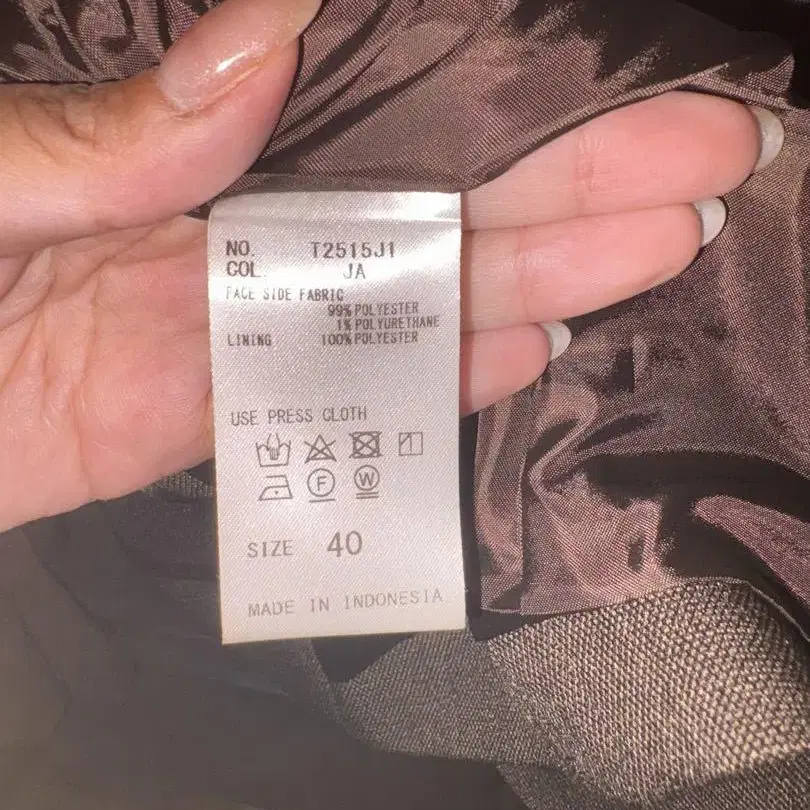 NO. T2515J1
COL. JA
FACE SIDE FABRIC
99% POLYESTER
1% POLYURETHANE
LINING 100% POLYESTER
USE PRESS CLOTH
F W
SIZE 40
MADE IN INDONESIA